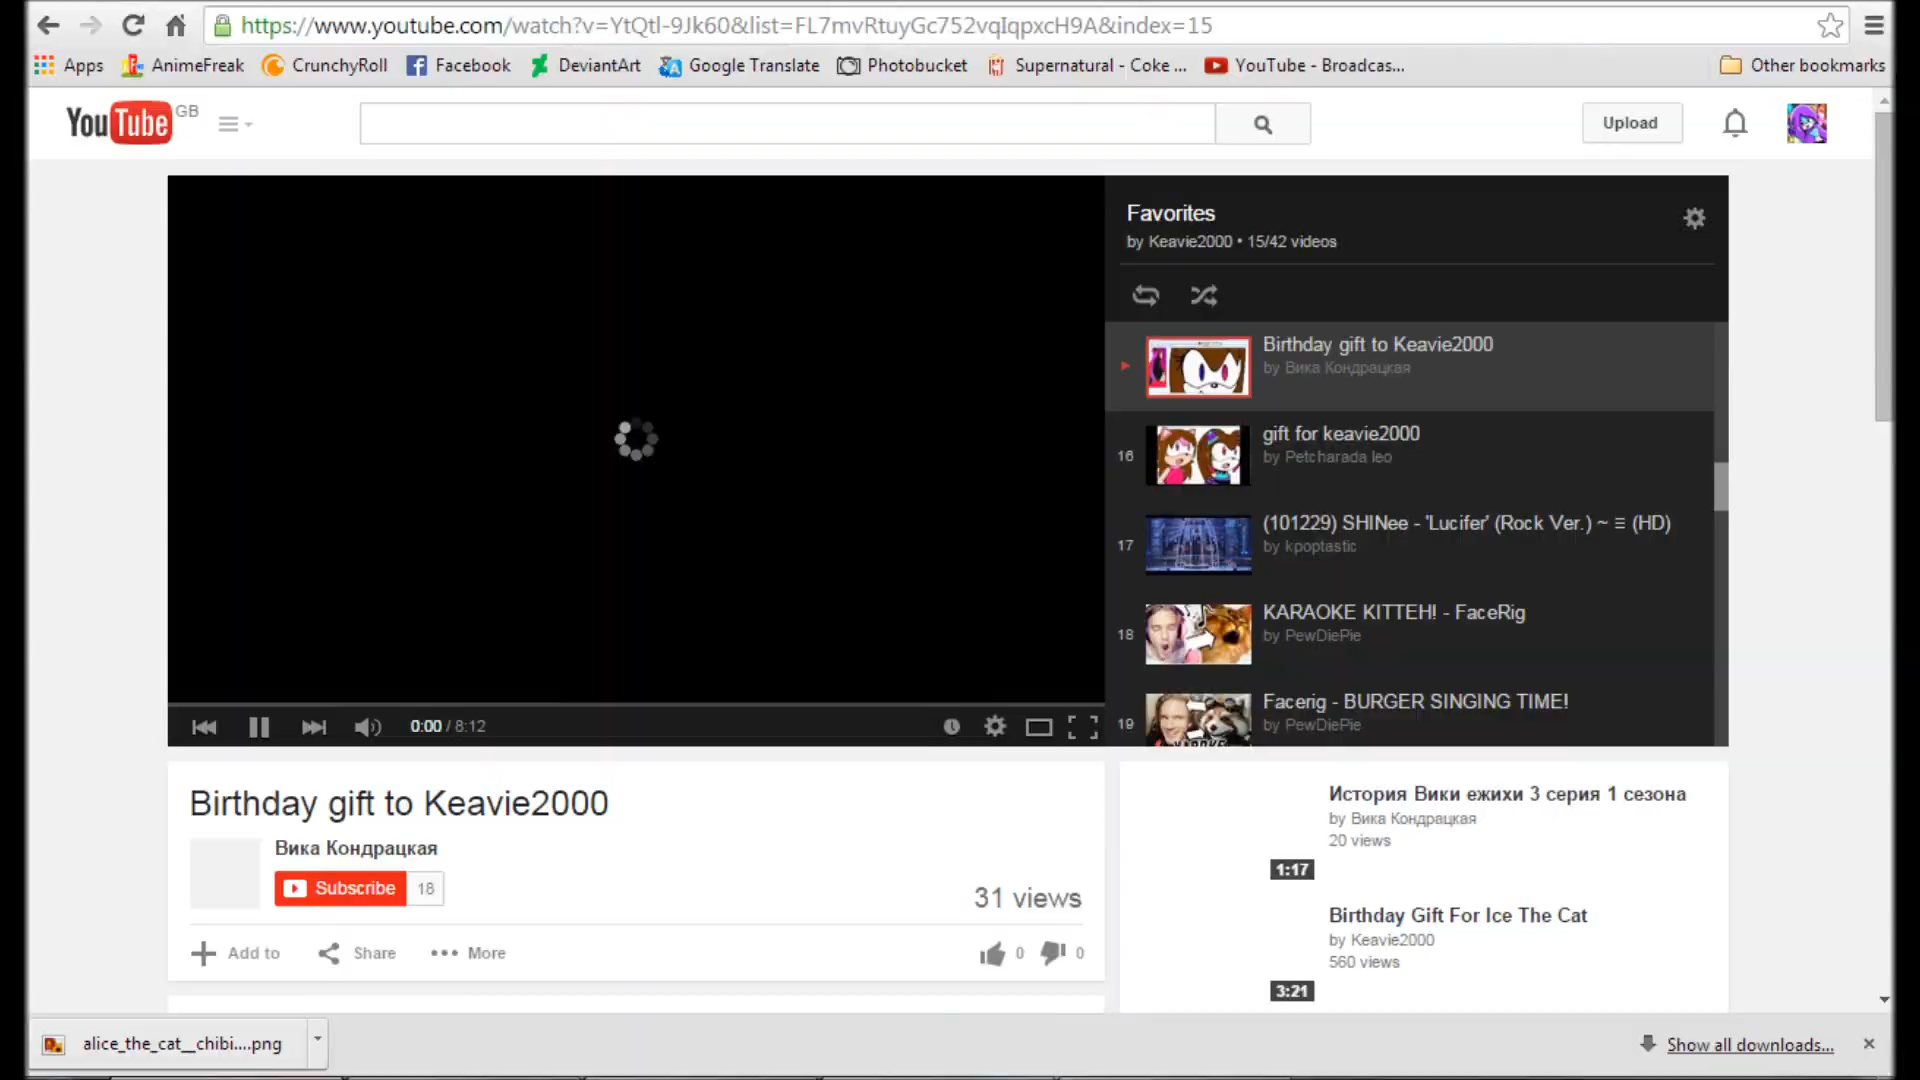 https://www.youtube.com/watch?v=YtQtl-9Jk60&list=FL7mvRtuyGc752vqIqpxcH9A&index=15
Apps AnimeFreak CrunchyRoll Facebook DeviantArt Google Translate Photobucket Supernatural - Coke ... YouTube - Broadcas... Other bookmarks
YouTube GB
Upload
Favorites
by Keavie2000 • 15/42 videos
Birthday gift to Keavie2000
by Вика Кондрацкая
16
gift for keavie2000
by Petcharada leo
17
(101229) SHINee - 'Lucifer' (Rock Ver.) ~ ≡ (HD)
by kpoptastic
18
KARAOKE KITTEH! - FaceRig
by PewDiePie
19
Facerig - BURGER SINGING TIME!
by PewDiePie
0:00 / 8:12
Birthday gift to Keavie2000
Вика Кондрацкая
Subscribe 18
31 views
Add to Share More 0 0
История Вики ежихи 3 серия 1 сезона
by Вика Кондрацкая
20 views
1:17
Birthday Gift For Ice The Cat
by Keavie2000
560 views
3:21
alice_the_cat__chibi....png
Show all downloads...